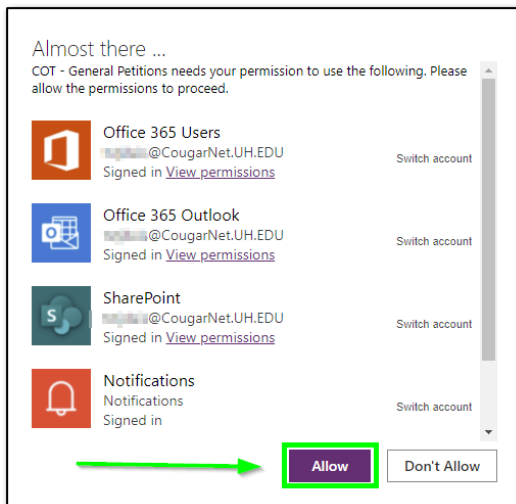 Almost there ...
COT - General Petitions needs your permission to use the following. Please
allow the permissions to proceed.
Office 365 Users
@CougarNet.UH.EDU
Switch account
Signed in View permissions
Office 365 Outlook
@CougarNet.UH.EDU
Switch account
Signed in View permissions
SharePoint
S
@CougarNet.UH.EDU
Switch account
Signed in View permissions
Notifications
Notifications
Switch account
Signed in
Allow
Don't Allow